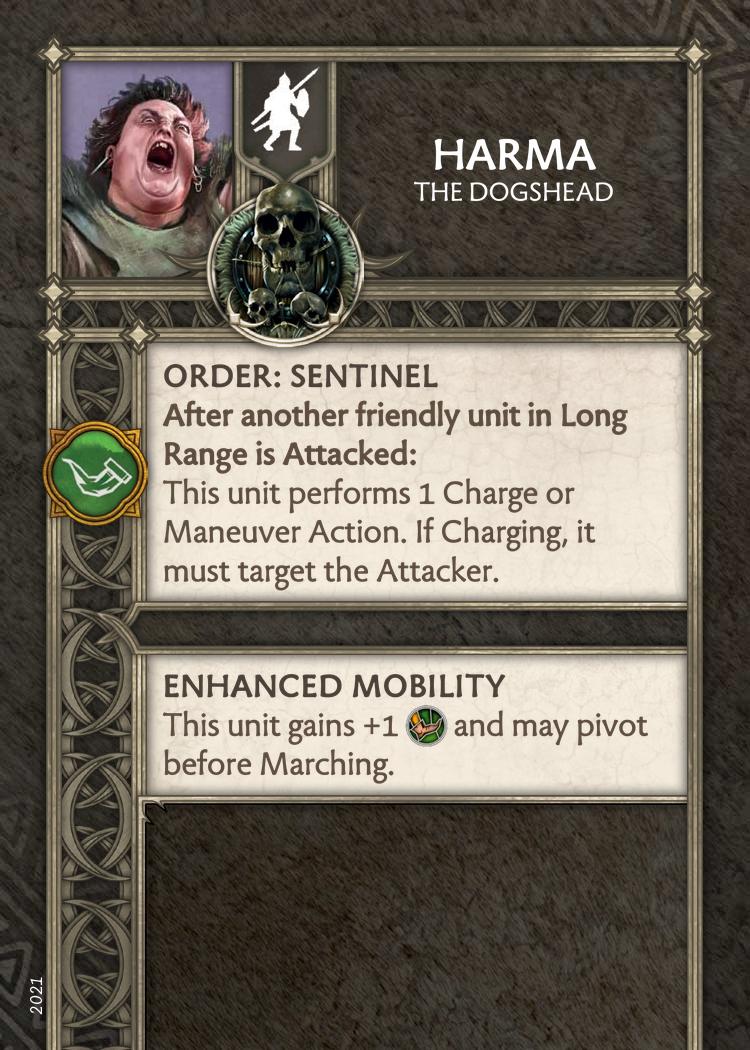 HARMA
THE DOGSHEAD
ORDER: SENTINEL
After another friendly unit in Long
Range is Attacked:
This unit performs 1 Charge or
Maneuver Action. If Charging, it
must target the Attacker.
ENHANCED MOBILITY
This unit gains +1 and may pivot
before Marching.
2021